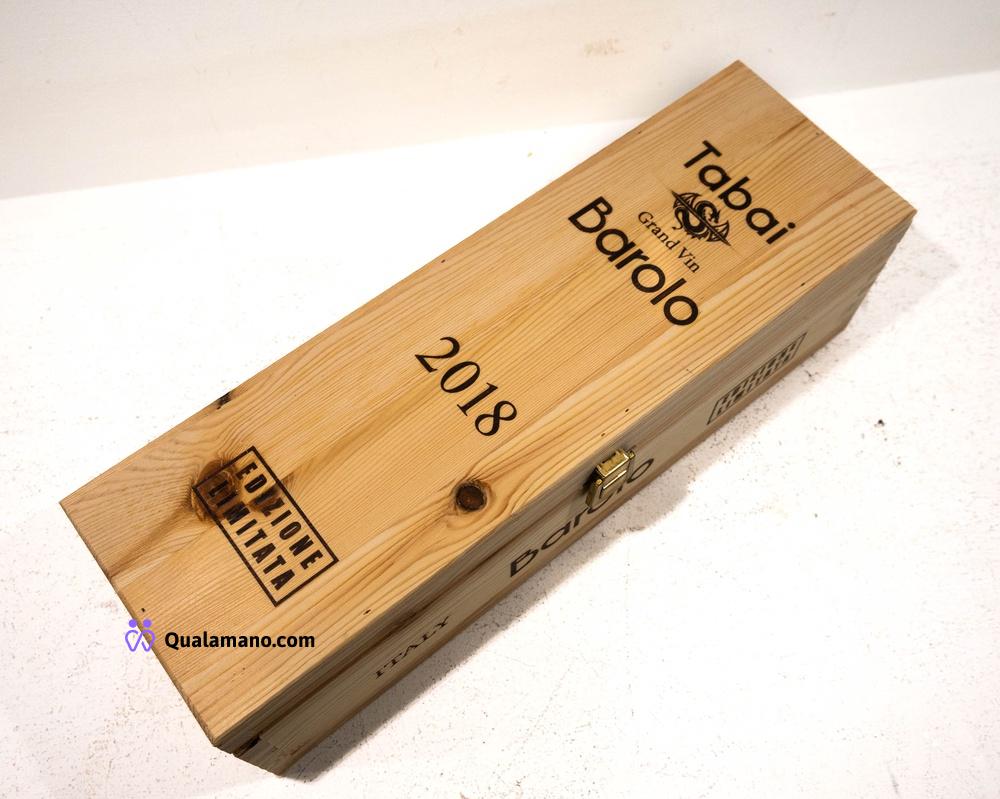 Tabai
Grand Vin
Barolo
2018
EDIZIONE
LIMITATA
Barolo
ITALY
Qualamano.com